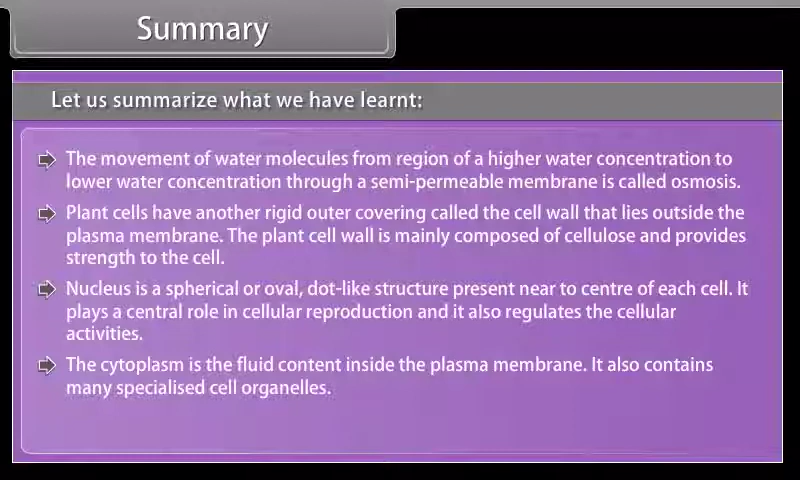 Summary
Let us summarize what we have learnt:
The movement of water molecules from region of a higher water concentration to
lower water concentration through a semi-permeable membrane is called osmosis.
Plant cells have another rigid outer covering called the cell wall that lies outside the
plasma membrane. The plant cell wall is mainly composed of cellulose and provides
strength to the cell.
Nucleus is a spherical or oval, dot-like structure present near to centre of each cell. It
plays a central role in cellular reproduction and it also regulates the cellular
activities.
The cytoplasm is the fluid content inside the plasma membrane. It also contains
many specialised cell organelles.